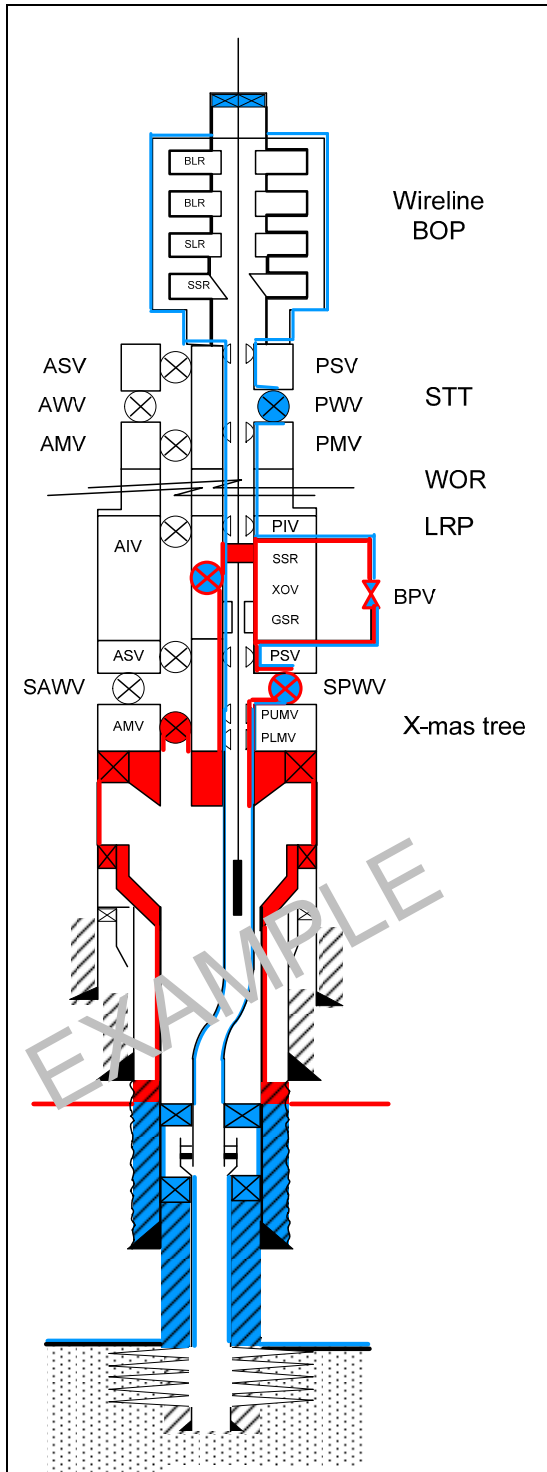 BLR
BLR
SLR
SSR
Wireline
BOP
ASV
PSV
AWV
PWV
STT
AMV
PMV
WOR
LRP
AIV
PIV
SSR
XOV
GSR
BPV
ASV
PSV
SAWV
SPWV
AMV
PUMV
PLMV
X-mas tree
EXAMPLE